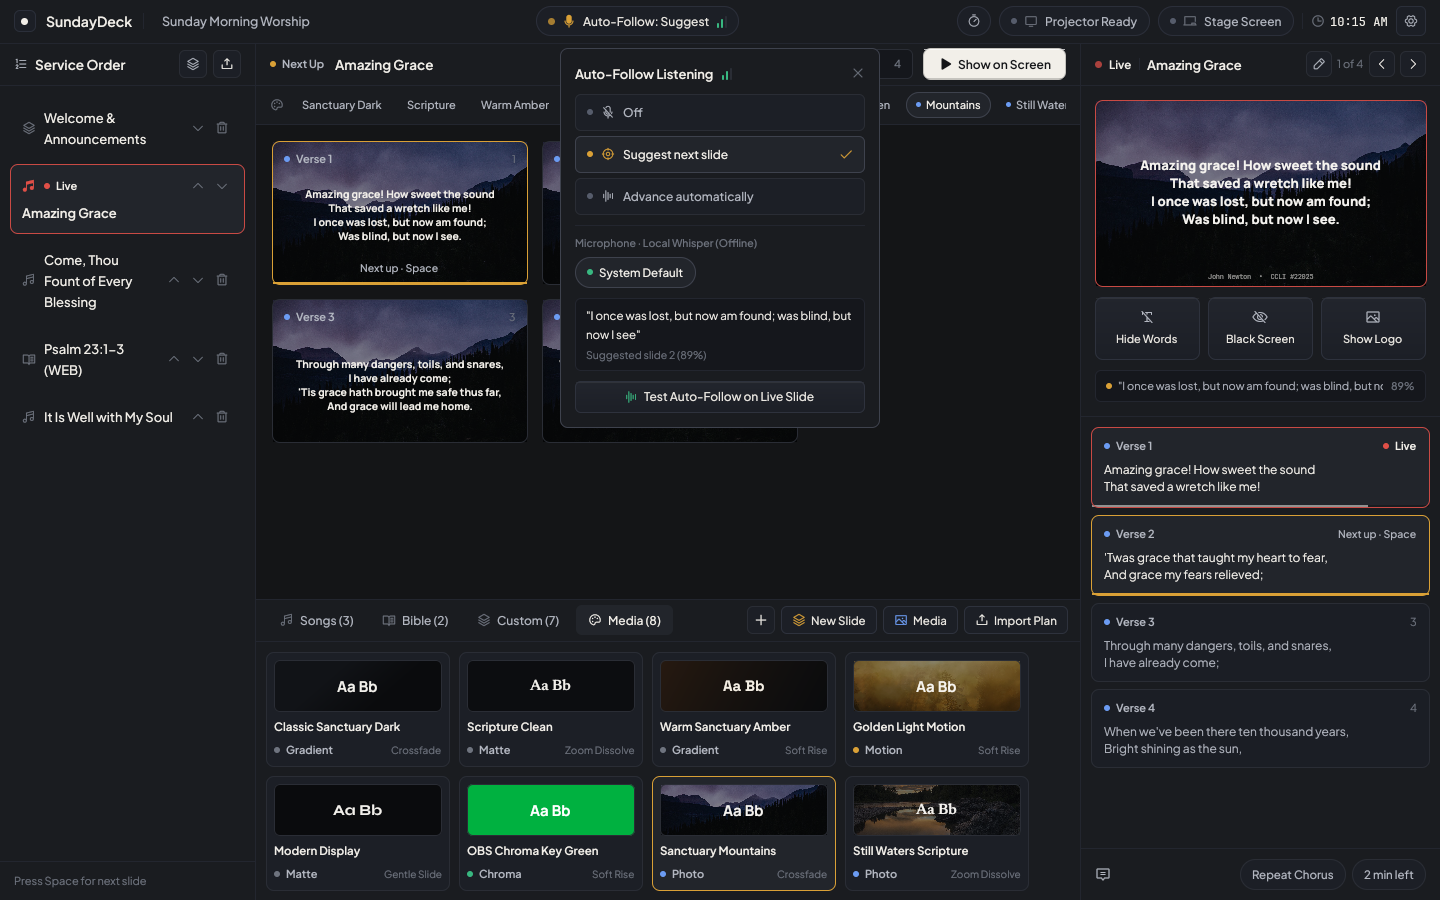 SundayDeck
Sunday Morning Worship
Auto-Follow: Suggest
Projector Ready
Stage Screen
10:15 AM
Service Order
Welcome &
Announcements
Live
Amazing Grace
Come, Thou
Fount of Every
Blessing
Psalm 23:1–3
(WEB)
It Is Well with My Soul
Press Space for next slide
Next Up
Amazing Grace
4
Show on Screen
Sanctuary Dark
Scripture
Warm Amber
Mountains
Still Water
Verse 1
1
Amazing grace! How sweet the sound
That saved a wretch like me!
I once was lost, but now am found;
Was blind, but now I see.
Next up · Space
Verse 3
3
Through many dangers, toils, and snares,
I have already come;
'Tis grace hath brought me safe thus far,
And grace will lead me home.
Auto-Follow Listening
Off
Suggest next slide
Advance automatically
Microphone · Local Whisper (Offline)
System Default
"I once was lost, but now am found; was blind, but
now I see"
Suggested slide 2 (89%)
Test Auto-Follow on Live Slide
Songs (3)
Bible (2)
Custom (7)
Media (8)
New Slide
Media
Import Plan
Aa Bb
Classic Sanctuary Dark
Gradient
Crossfade
Aa Bb
Scripture Clean
Matte
Zoom Dissolve
Aa Bb
Warm Sanctuary Amber
Gradient
Soft Rise
Aa Bb
Golden Light Motion
Motion
Soft Rise
Aa Bb
Modern Display
Matte
Gentle Slide
Aa Bb
OBS Chroma Key Green
Chroma
Soft Rise
Aa Bb
Sanctuary Mountains
Photo
Crossfade
Aa Bb
Still Waters Scripture
Photo
Zoom Dissolve
Live
Amazing Grace
1 of 4
Amazing grace! How sweet the sound
That saved a wretch like me!
I once was lost, but now am found;
Was blind, but now I see.
John Newton • CCLI #22025
Hide Words
Black Screen
Show Logo
"I once was lost, but now am found; was blind, but nc
89%
Verse 1
Live
Amazing grace! How sweet the sound
That saved a wretch like me!
Verse 2
Next up · Space
'Twas grace that taught my heart to fear,
And grace my fears relieved;
Verse 3
3
Through many dangers, toils, and snares,
I have already come;
Verse 4
4
When we've been there ten thousand years,
Bright shining as the sun,
Repeat Chorus
2 min left